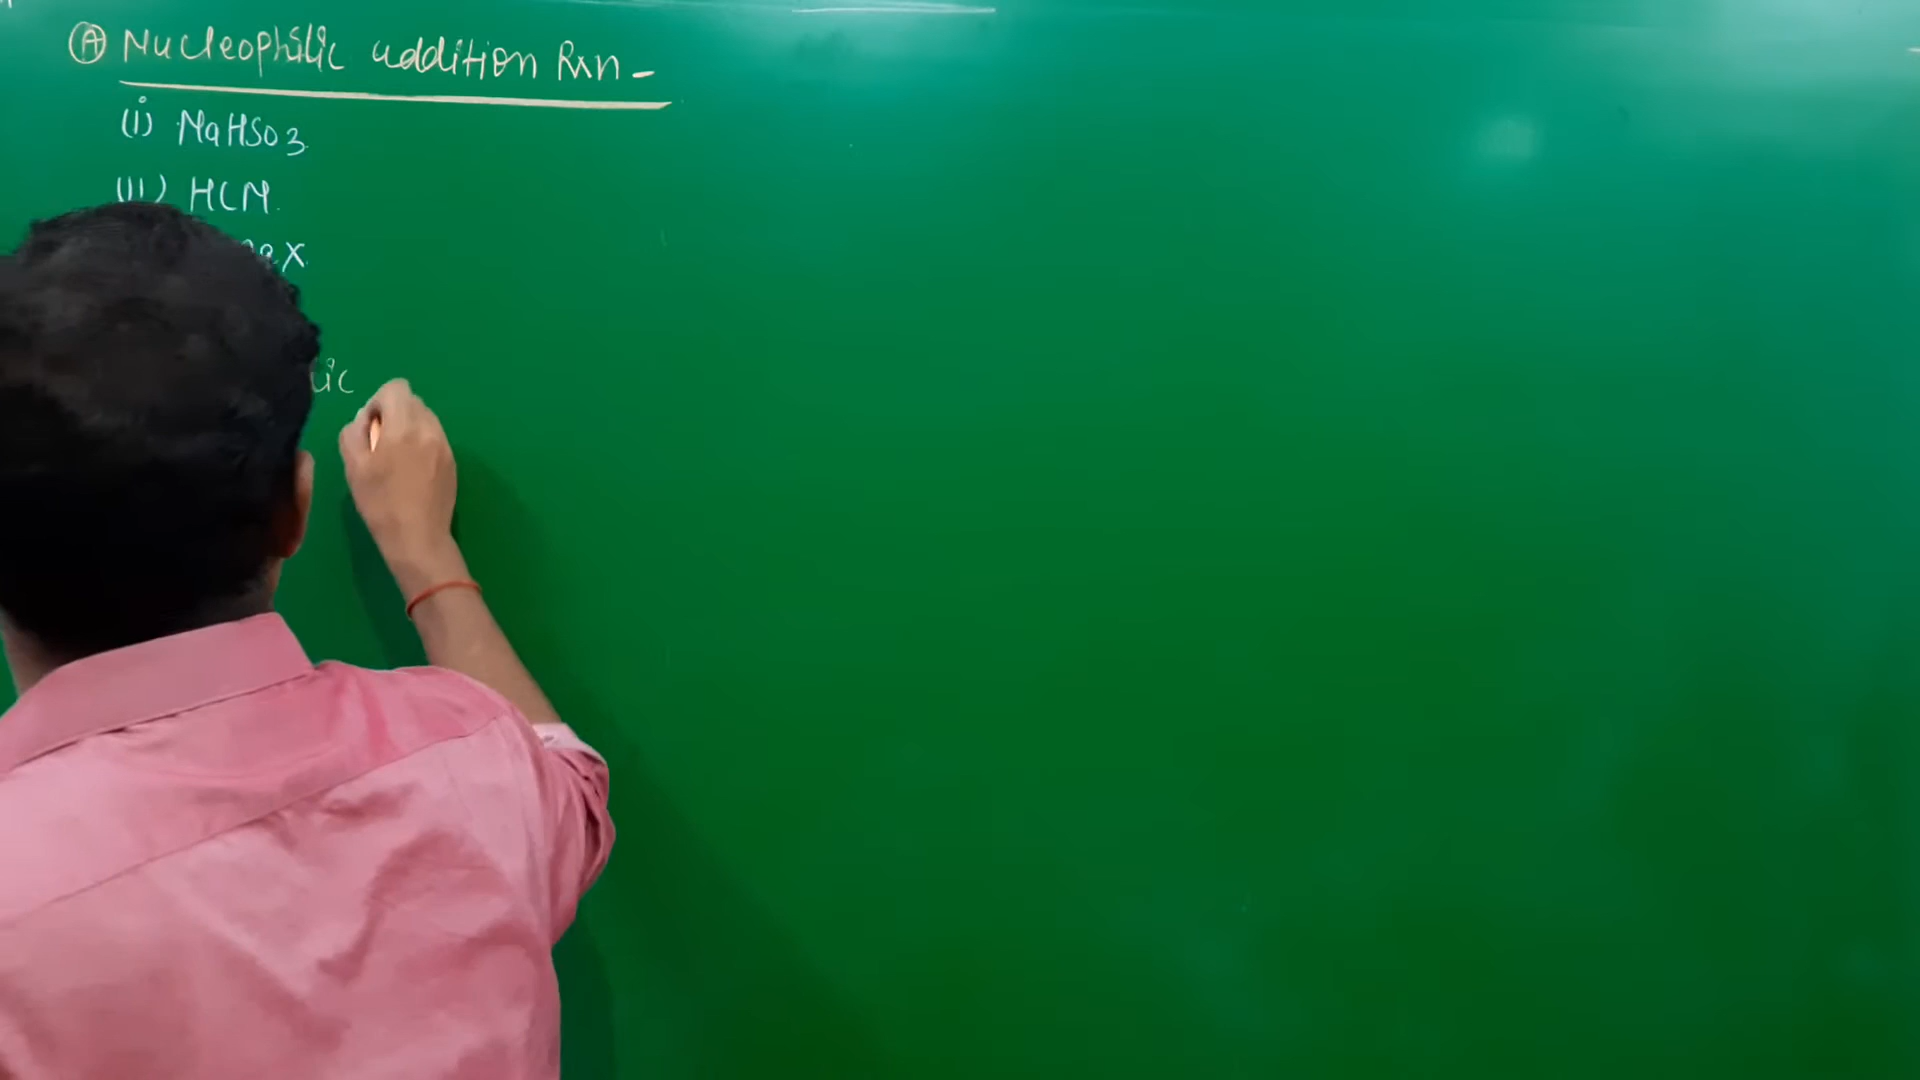 Ⓐ Nucleophilic addition Rxn -
(i) NaHSO3
(ii) HCN.